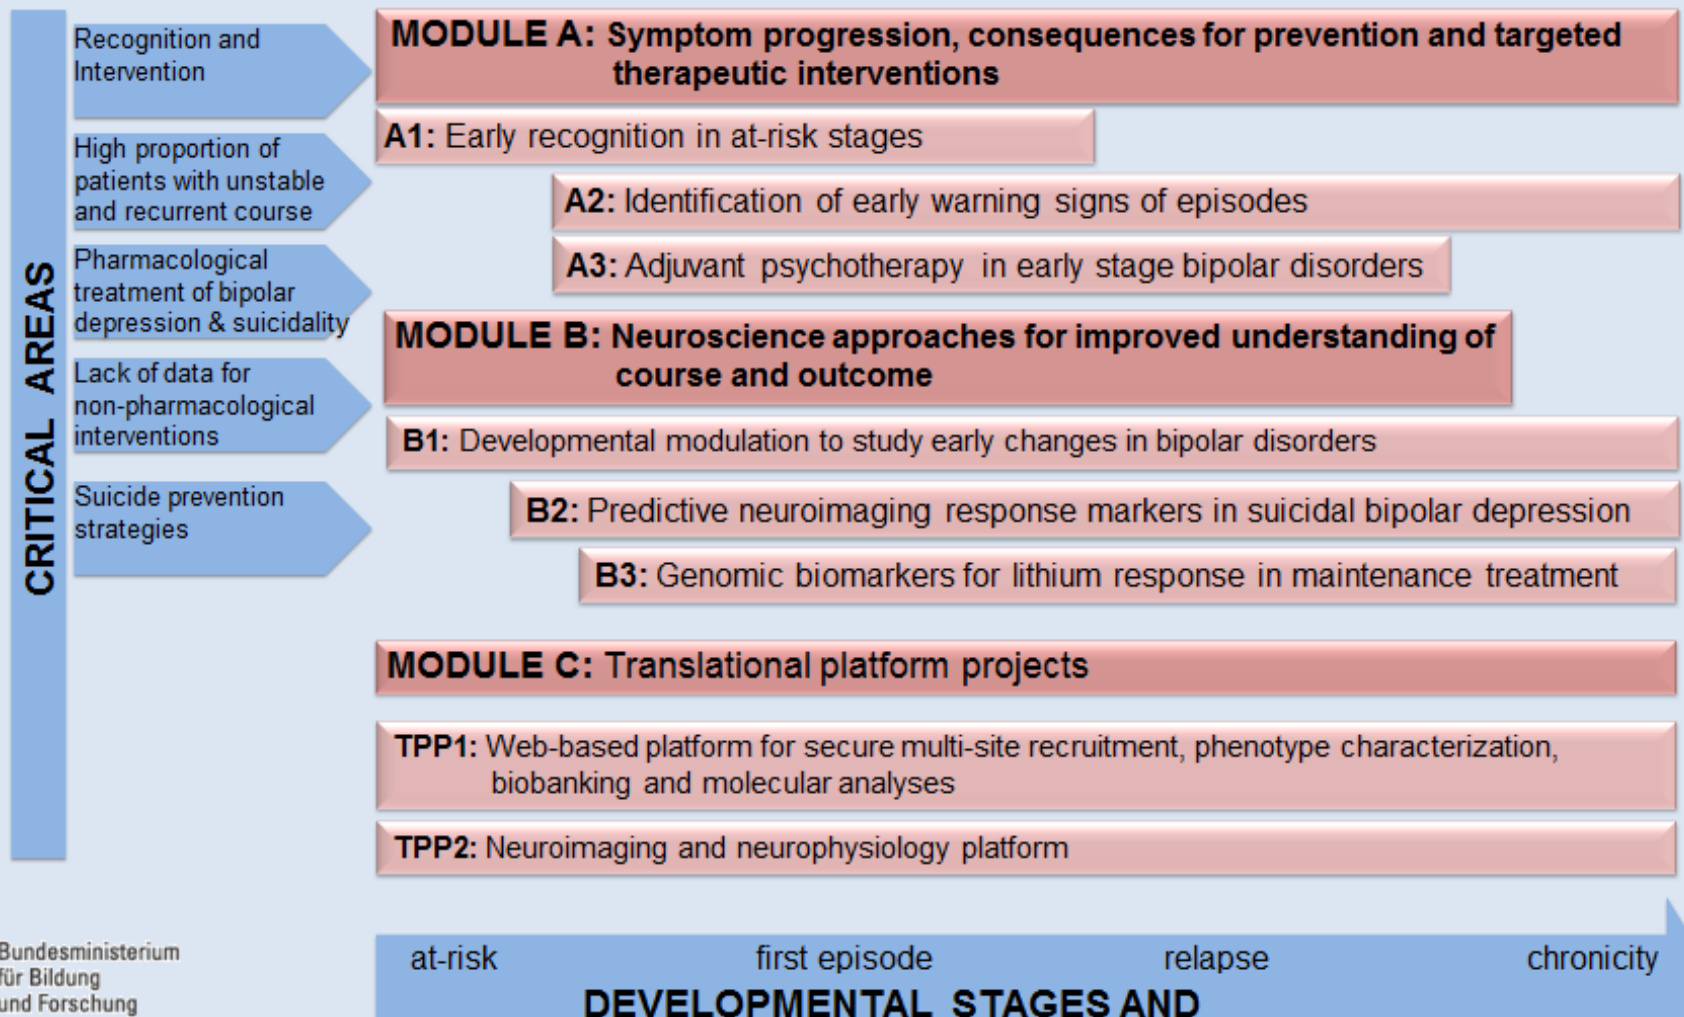 CRITICAL AREAS
Recognition and
Intervention
High proportion of
patients with unstable
and recurrent course
Pharmacological
treatment of bipolar
depression & suicidality
Lack of data for
non-pharmacological
interventions
Suicide prevention
strategies
MODULE A: Symptom progression, consequences for prevention and targeted
therapeutic interventions
A1: Early recognition in at-risk stages
A2: Identification of early warning signs of episodes
A3: Adjuvant psychotherapy in early stage bipolar disorders
MODULE B: Neuroscience approaches for improved understanding of
course and outcome
B1: Developmental modulation to study early changes in bipolar disorders
B2: Predictive neuroimaging response markers in suicidal bipolar depression
B3: Genomic biomarkers for lithium response in maintenance treatment
MODULE C: Translational platform projects
TPP1: Web-based platform for secure multi-site recruitment, phenotype characterization,
biobanking and molecular analyses
TPP2: Neuroimaging and neurophysiology platform
Bundesministerium
für Bildung
und Forschung
at-risk first episode relapse chronicity
DEVELOPMENTAL STAGES AND